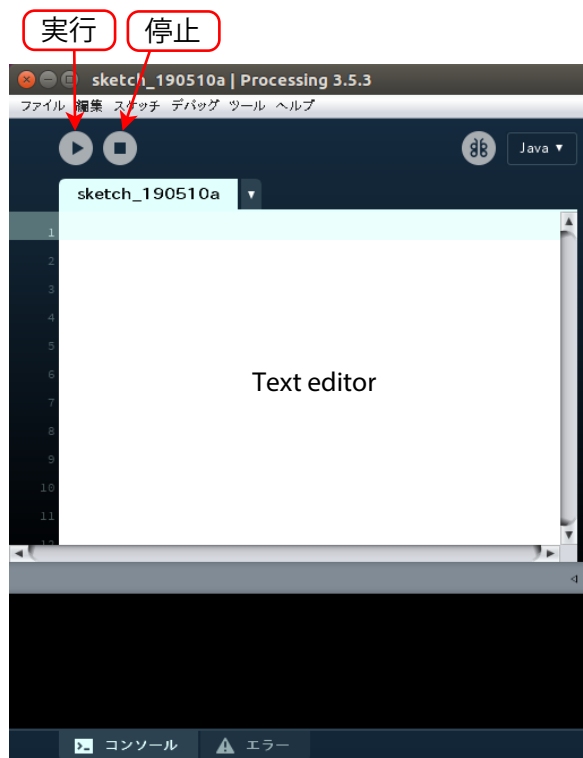 実行 停止
sketch_190510a | Processing 3.5.3
ファイル 編集 スケッチ デバッグ ツール ヘルプ
Java ▼
sketch_190510a ▼
1
2
3
4
5
6
7
8
9
10
11
12
Text editor
コンソール エラー